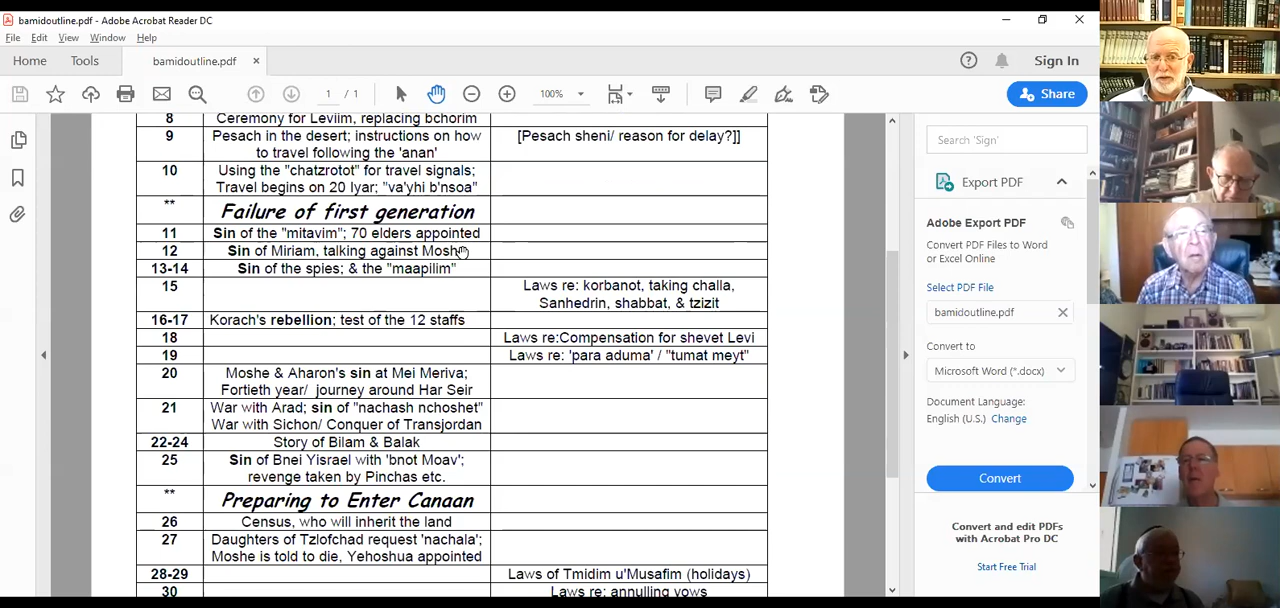 bamidoutline.pdf - Adobe Acrobat Reader DC
File Edit View Window Help
Home Tools bamidoutline.pdf × Sign In
1 / 1 100% Share
8 Ceremony for Leviim, replacing bchorim
9 Pesach in the desert; instructions on how [Pesach sheni/ reason for delay?]]
to travel following the 'anan'
10 Using the "chatzrotot" for travel signals;
Travel begins on 20 Iyar; "va'yhi b'nsoa"
** Failure of first generation
11 Sin of the "mitavim"; 70 elders appointed
12 Sin of Miriam, talking against Moshe
13-14 Sin of the spies; & the "maapilim"
15 Laws re: korbanot, taking challa,
Sanhedrin, shabbat, & tzizit
16-17 Korach's rebellion; test of the 12 staffs
18 Laws re:Compensation for shevet Levi
19 Laws re: 'para aduma' / "tumat meyt"
20 Moshe & Aharon's sin at Mei Meriva;
Fortieth year/ journey around Har Seir
21 War with Arad; sin of "nachash nchoshet"
War with Sichon/ Conquer of Transjordan
22-24 Story of Bilam & Balak
25 Sin of Bnei Yisrael with 'bnot Moav';
revenge taken by Pinchas etc.
** Preparing to Enter Canaan
26 Census, who will inherit the land
27 Daughters of Tzlofchad request 'nachala';
Moshe is told to die, Yehoshua appointed
28-29 Laws of Tmidim u'Musafim (holidays)
30 Laws re: annulling vows
Search 'Sign'
Export PDF
Adobe Export PDF
Convert PDF Files to Word
or Excel Online
Select PDF File
bamidoutline.pdf
Convert to
Microsoft Word (*.docx)
Document Language:
English (U.S.) Change
Convert
Convert and edit PDFs
with Acrobat Pro DC
Start Free Trial